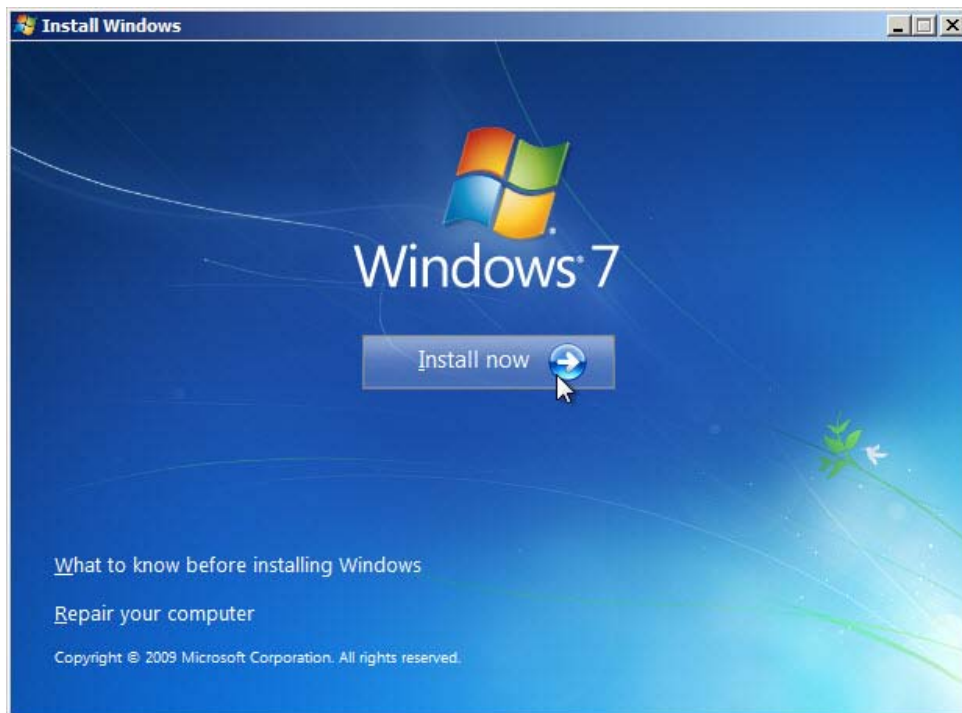 Install Windows
Windows® 7
Install now
What to know before installing Windows
Repair your computer
Copyright © 2009 Microsoft Corporation. All rights reserved.